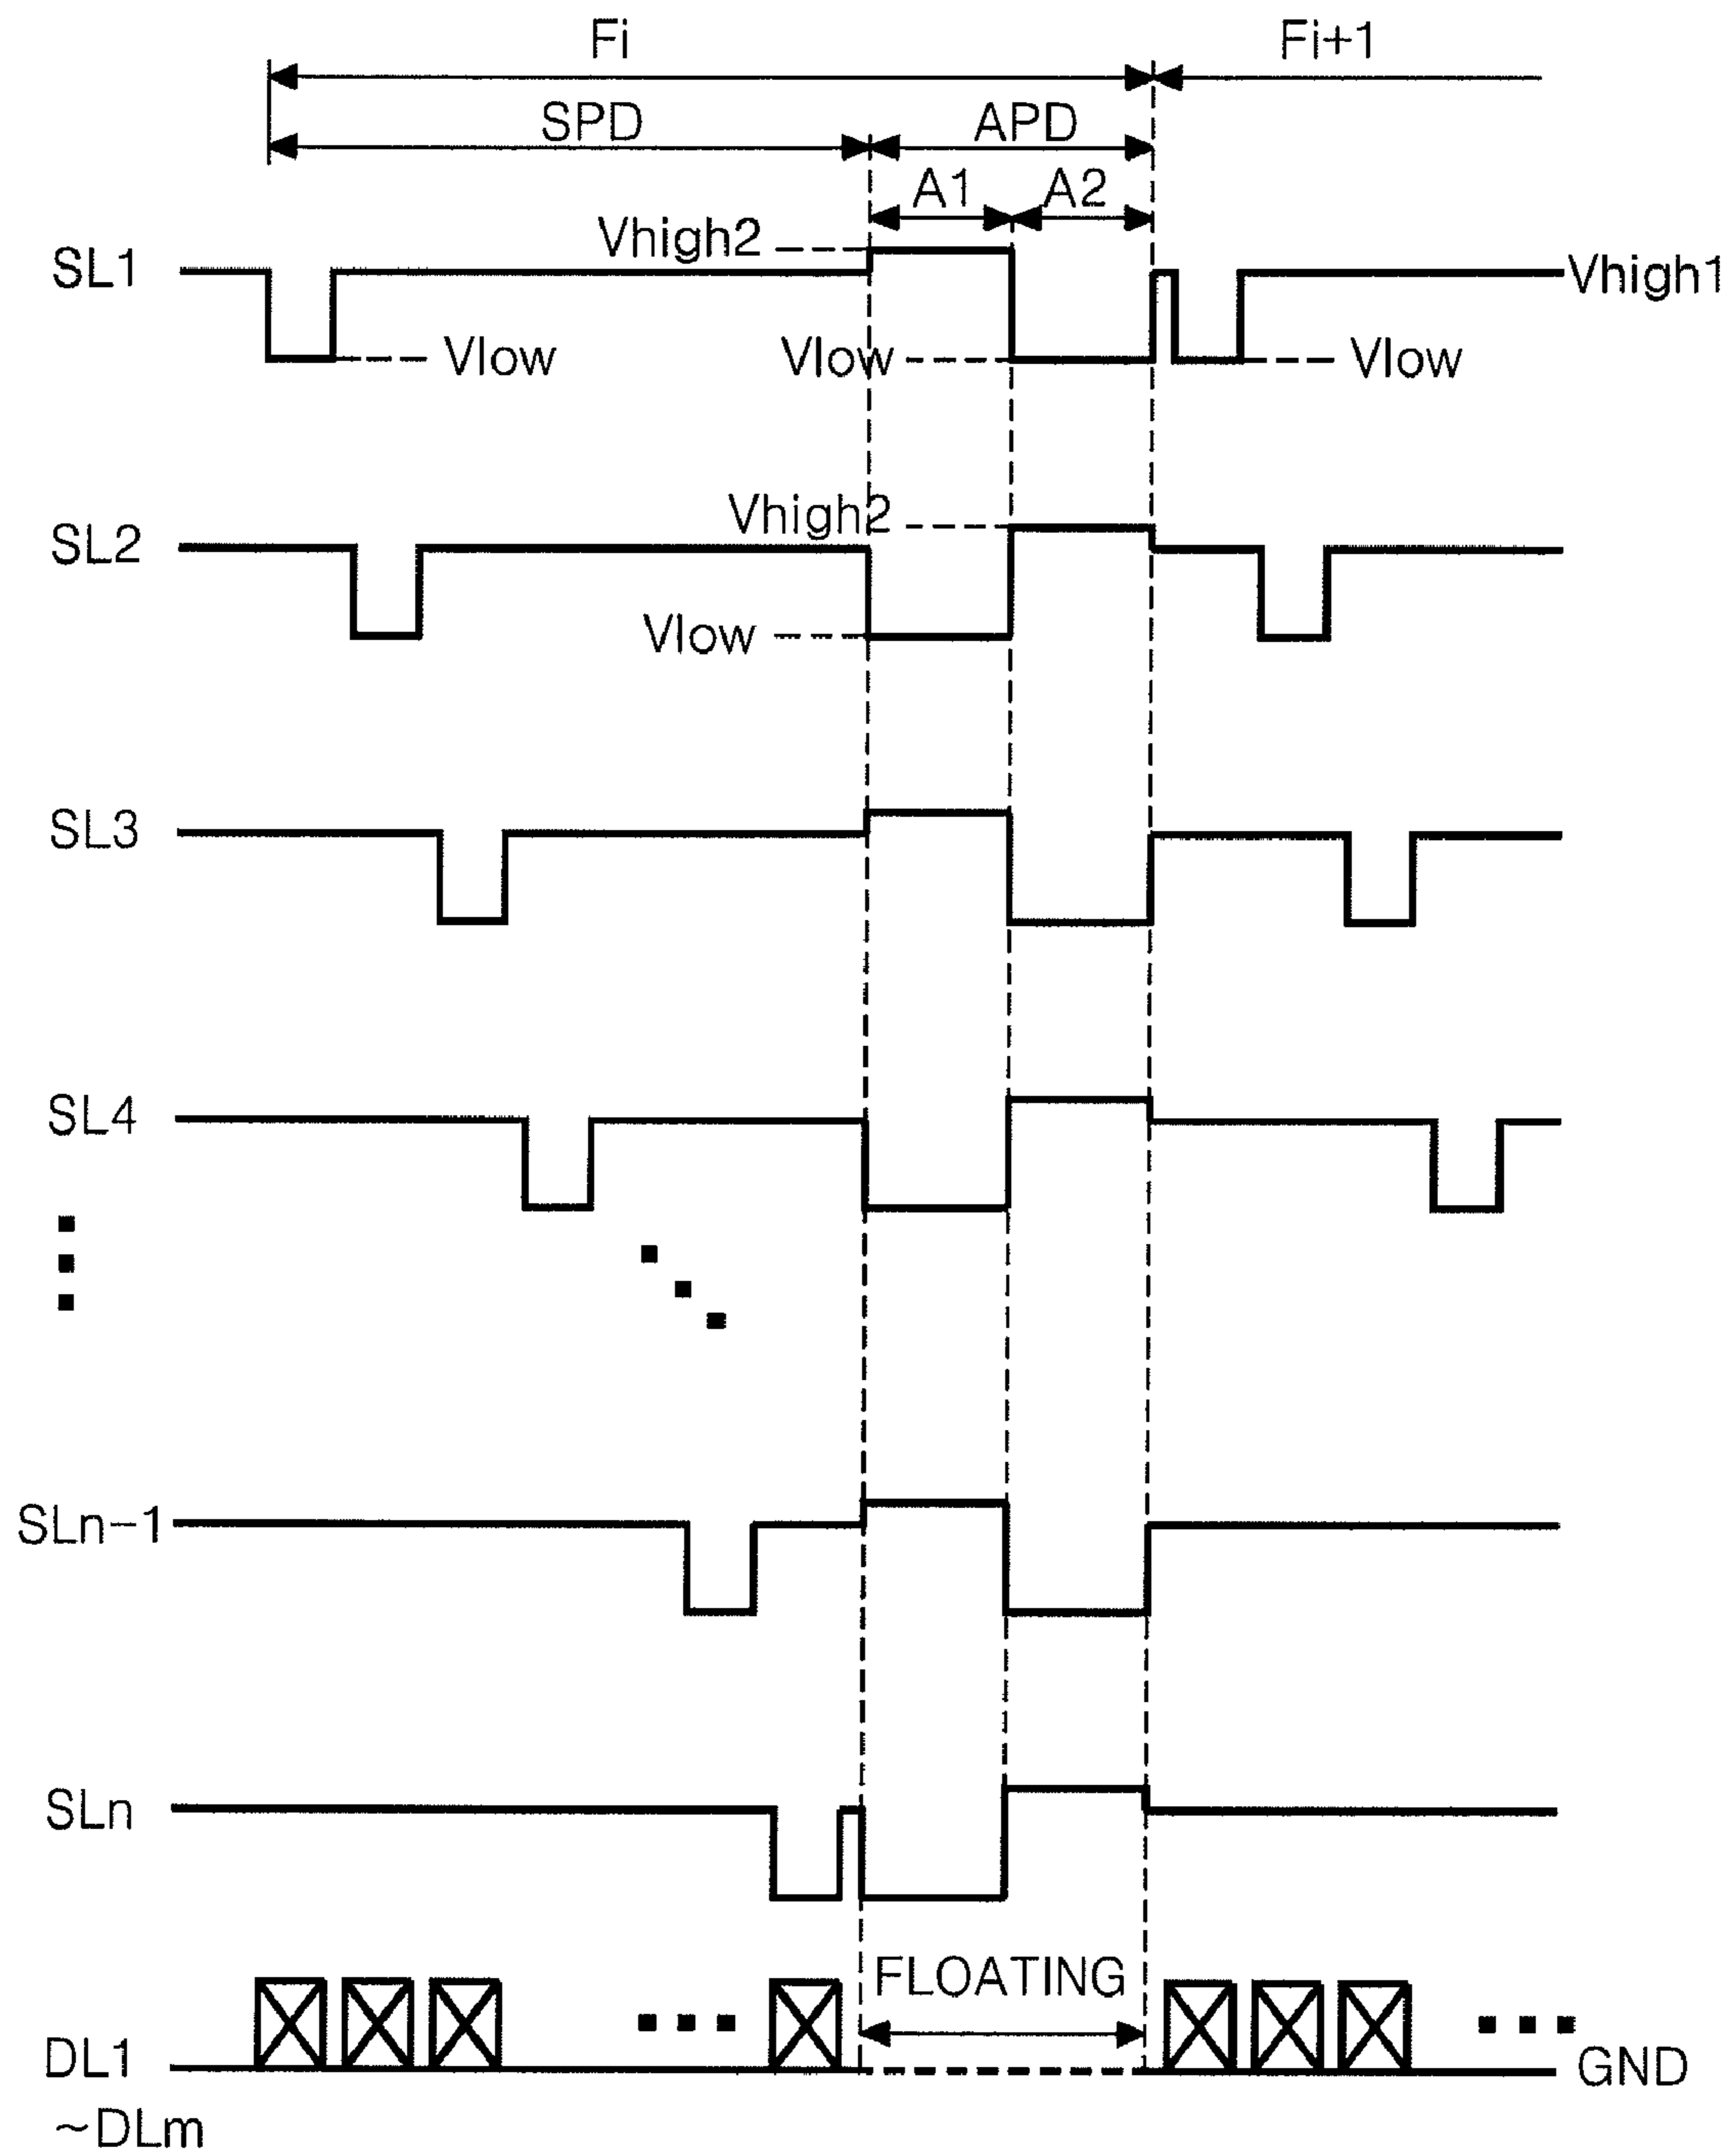 Fi Fi+1
SPD APD
A1 A2
Vhigh2
SL1 Vhigh1
Vlow Vlow Vlow
Vhigh2
SL2
Vlow
SL3
SL4
SLn-1
SLn
FLOATING
DL1 GND
~DLm